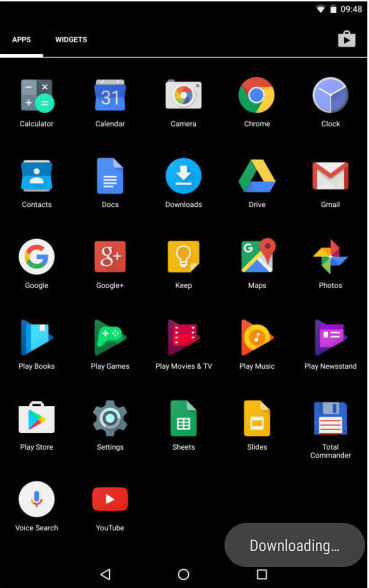 09:48
APPS WIDGETS
31
Calculator Calendar Camera Chrome Clock
Contacts Docs Downloads Drive Gmail
G g+ G
Google Google+ Keep Maps Photos
Play Books Play Games Play Movies & TV Play Music Play Newsstand
Play Store Settings Sheets Slides Total
Commander
Voice Search YouTube
Downloading...